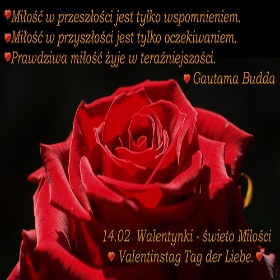 Miłość w przeszłości jest tylko wspomnieniem.
Miłość w przyszłości jest tylko oczekiwaniem.
Prawdziwa miłość żyje w teraźniejszości.
Gautama Budda
14.02 Walentynki - świeto Miłości
Valentinstag Tag der Liebe.